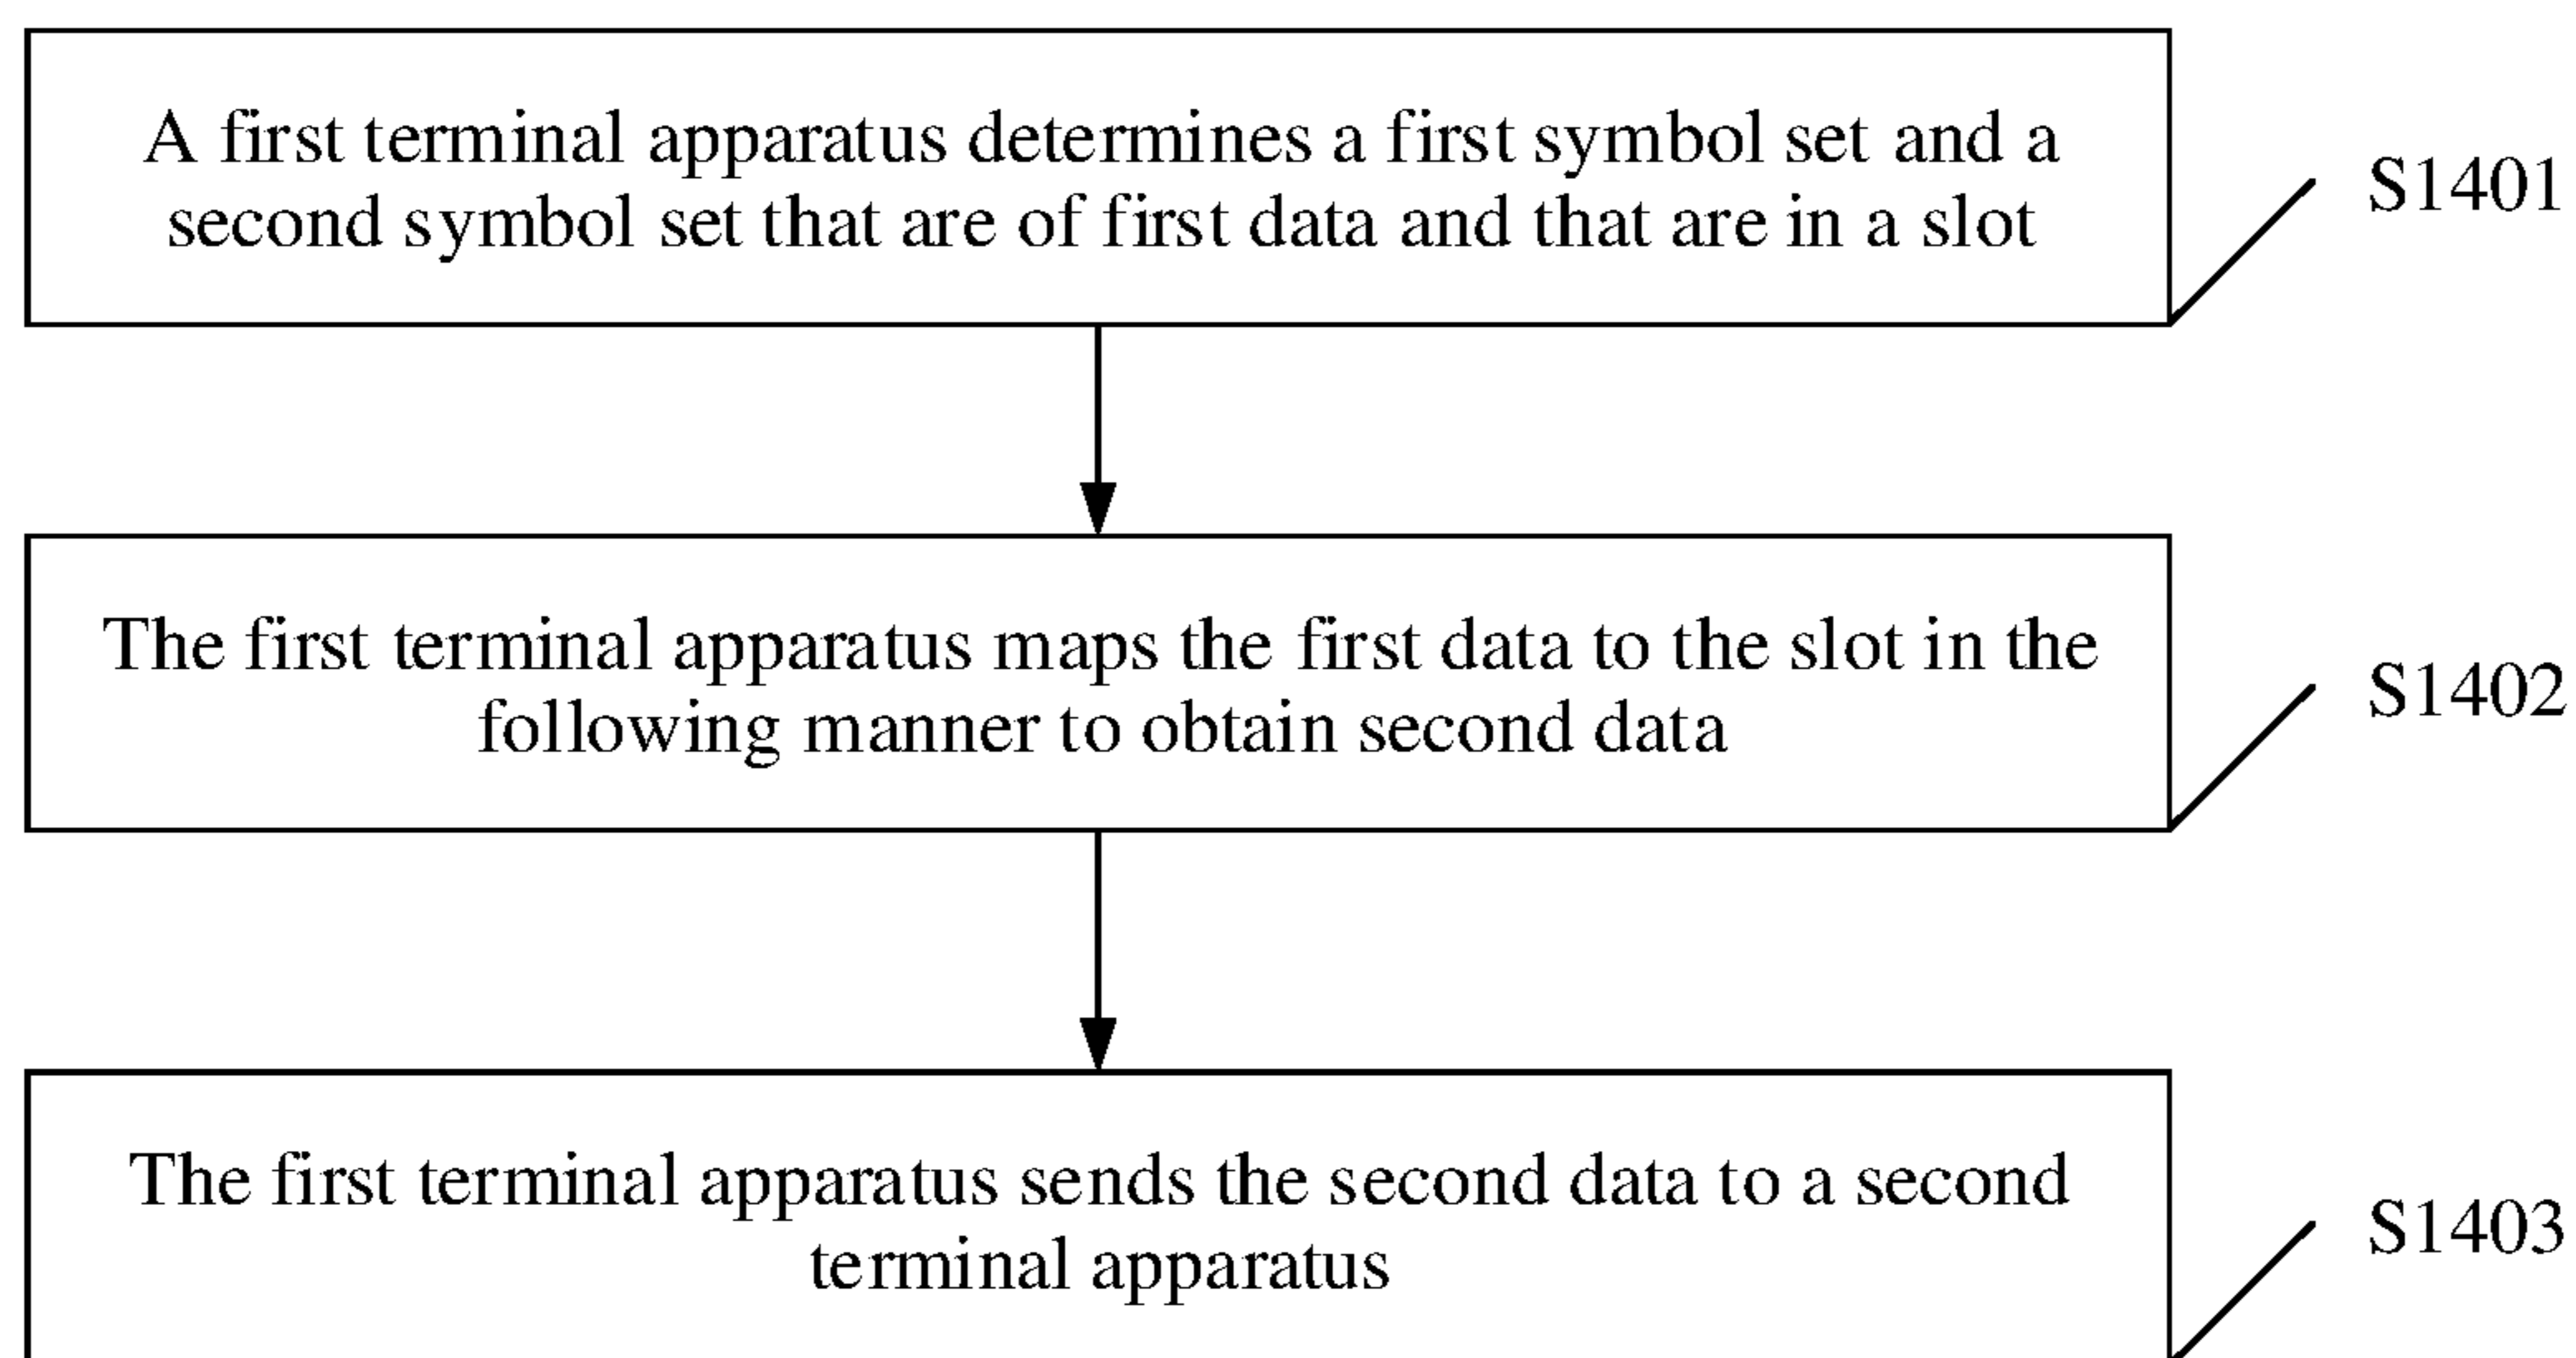 A first terminal apparatus determines a first symbol set and a
second symbol set that are of first data and that are in a slot
S1401
The first terminal apparatus maps the first data to the slot in the
following manner to obtain second data
S1402
The first terminal apparatus sends the second data to a second
terminal apparatus
S1403